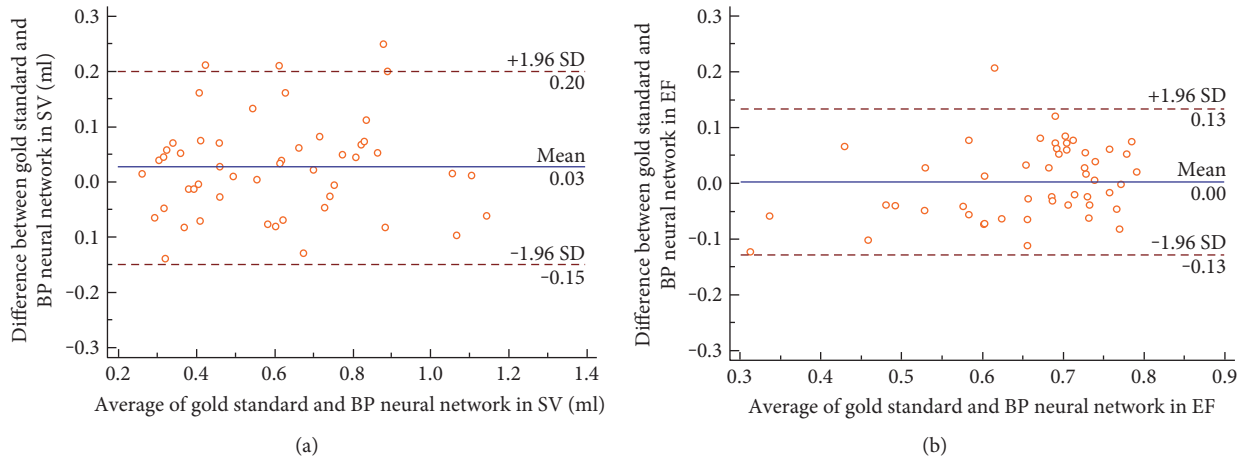 Difference between gold standard and
BP neural network in SV (ml)
0.3
0.2
0.1
0.0
0.1
−0.2
−0.3
+1.96 SD
0.20
Mean
0.03
−1.96 SD
−0.15
0.2 0.4 0.6 0.8 1.0 1.2 1.4
Average of gold standard and BP neural network in SV (ml)
(a)
Difference between gold standard and
BP neural network in EF
0.3
0.2
0.1
0.0
−0.1
−0.2
−0.3
+1.96 SD
0.13
Mean
0.00
−1.96 SD
−0.13
0.3 0.4 0.5 0.6 0.7 0.8 0.9
Average of gold standard and BP neural network in EF
(b)